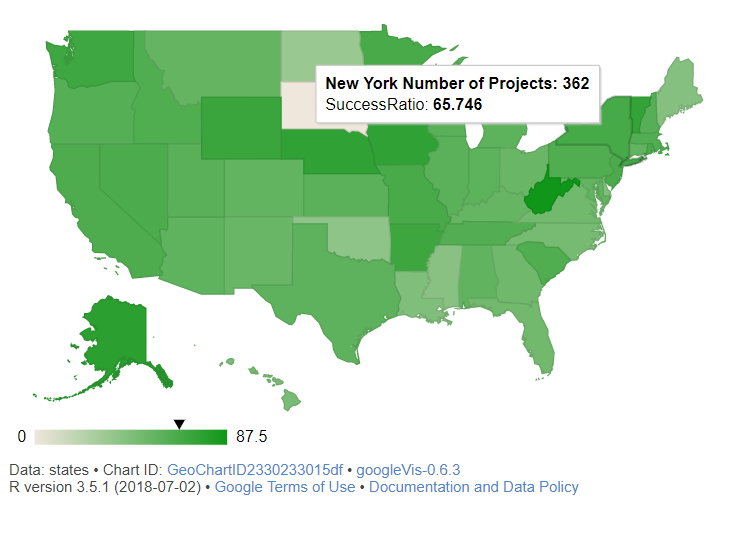 New York Number of Projects: 362
SuccessRatio: 65.746
0 87.5
Data: states • Chart ID: GeoChartID2330233015df • googleVis-0.6.3
R version 3.5.1 (2018-07-02) • Google Terms of Use • Documentation and Data Policy